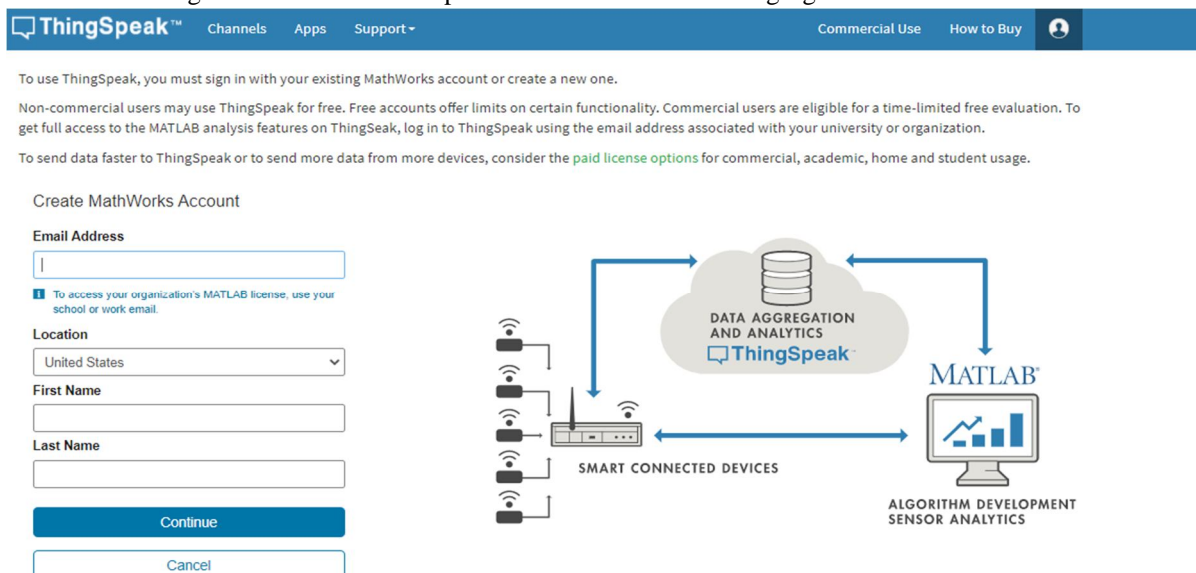 ThingSpeak™ Channels Apps Support Commercial Use How to Buy
To use ThingSpeak, you must sign in with your existing MathWorks account or create a new one.
Non-commercial users may use ThingSpeak for free. Free accounts offer limits on certain functionality. Commercial users are eligible for a time-limited free evaluation. To
get full access to the MATLAB analysis features on ThingSeak, log in to ThingSpeak using the email address associated with your university or organization.
To send data faster to ThingSpeak or to send more data from more devices, consider the paid license options for commercial, academic, home and student usage.
Create MathWorks Account
Email Address
To access your organization's MATLAB license, use your
school or work email.
Location
United States
First Name
Last Name
Continue
Cancel
DATA AGGREGATION
AND ANALYTICS
ThingSpeak
SMART CONNECTED DEVICES
MATLAB®
ALGORITHM DEVELOPMENT
SENSOR ANALYTICS